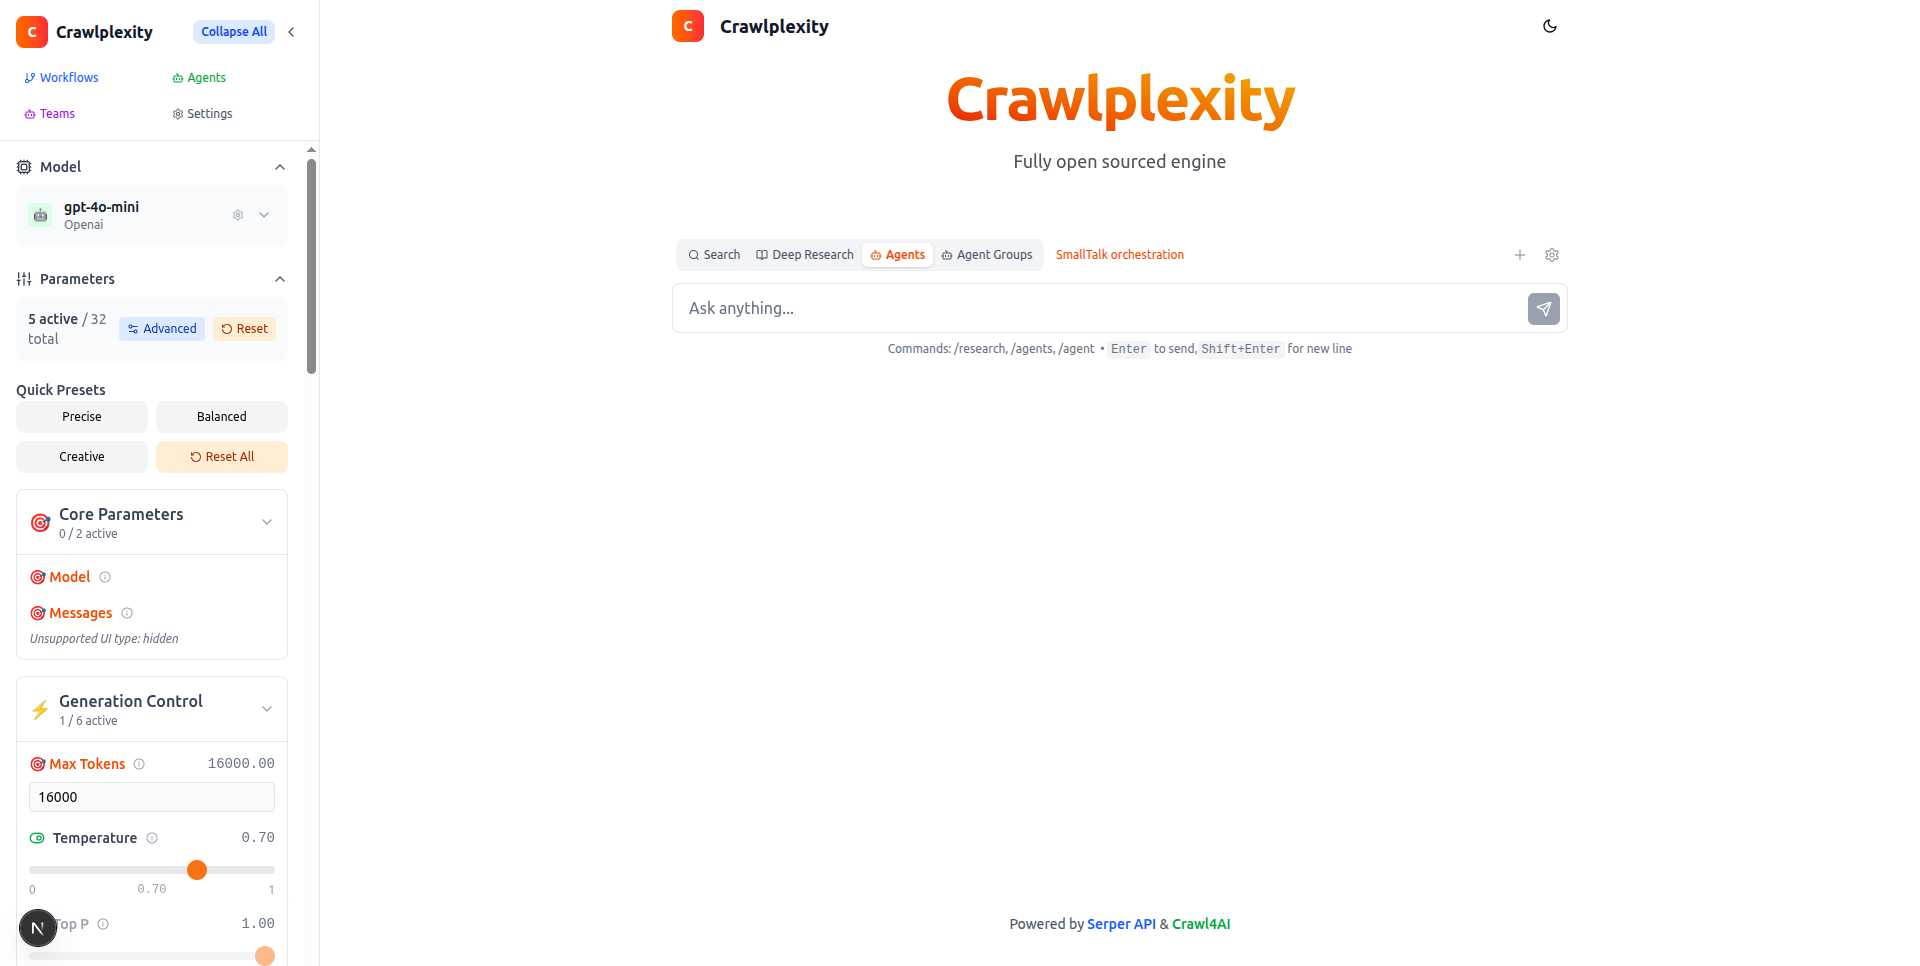 C Crawlplexity Collapse All
Workflows Agents
Teams Settings
Model
gpt-4o-mini
Openai
Parameters
5 active / 32
total
Advanced Reset
Quick Presets
Precise Balanced
Creative Reset All
Core Parameters
0 / 2 active
Model
Messages
Unsupported UI type: hidden
Generation Control
1 / 6 active
Max Tokens 16000.00
16000
Temperature 0.70
0 0.70 1
Top P 1.00
N
C Crawlplexity
Crawlplexity
Fully open sourced engine
Search Deep Research Agents Agent Groups SmallTalk orchestration
Ask anything...
Commands: /research, /agents, /agent • Enter to send, Shift+Enter for new line
Powered by Serper API & Crawl4AI